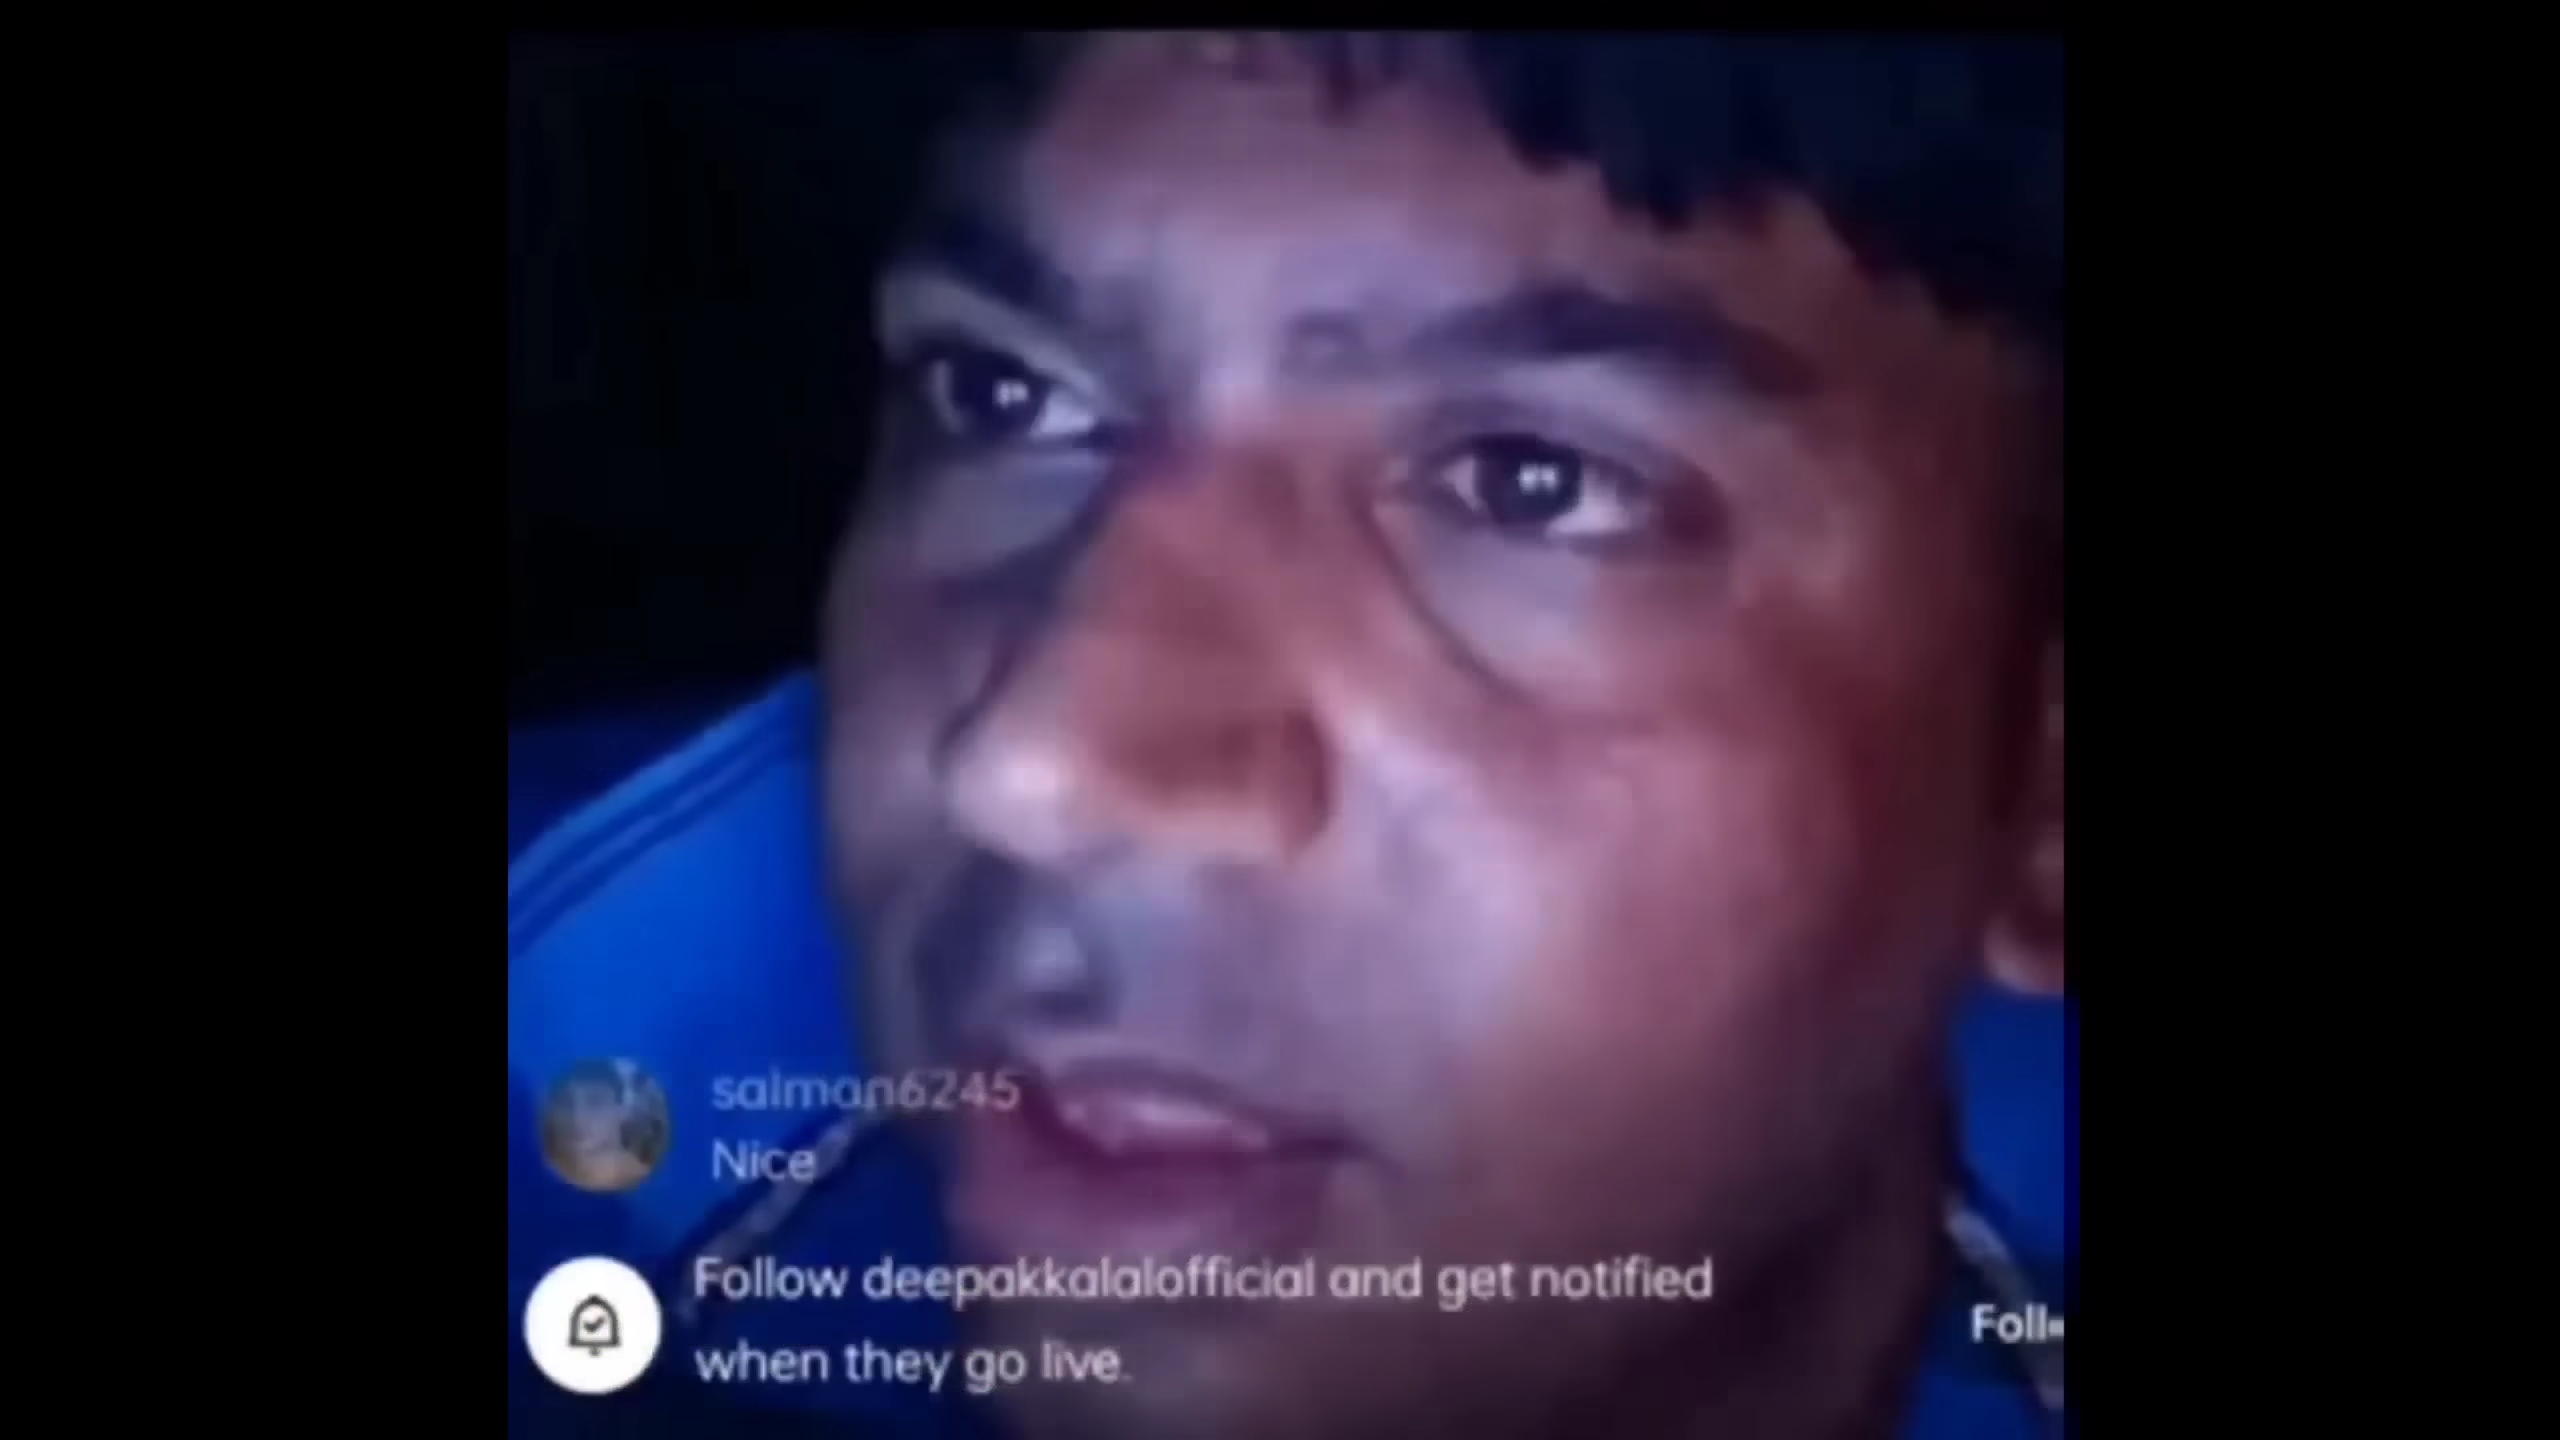 salman6245
Nice
Follow deepakkalalofficial and get notified
when they go live.